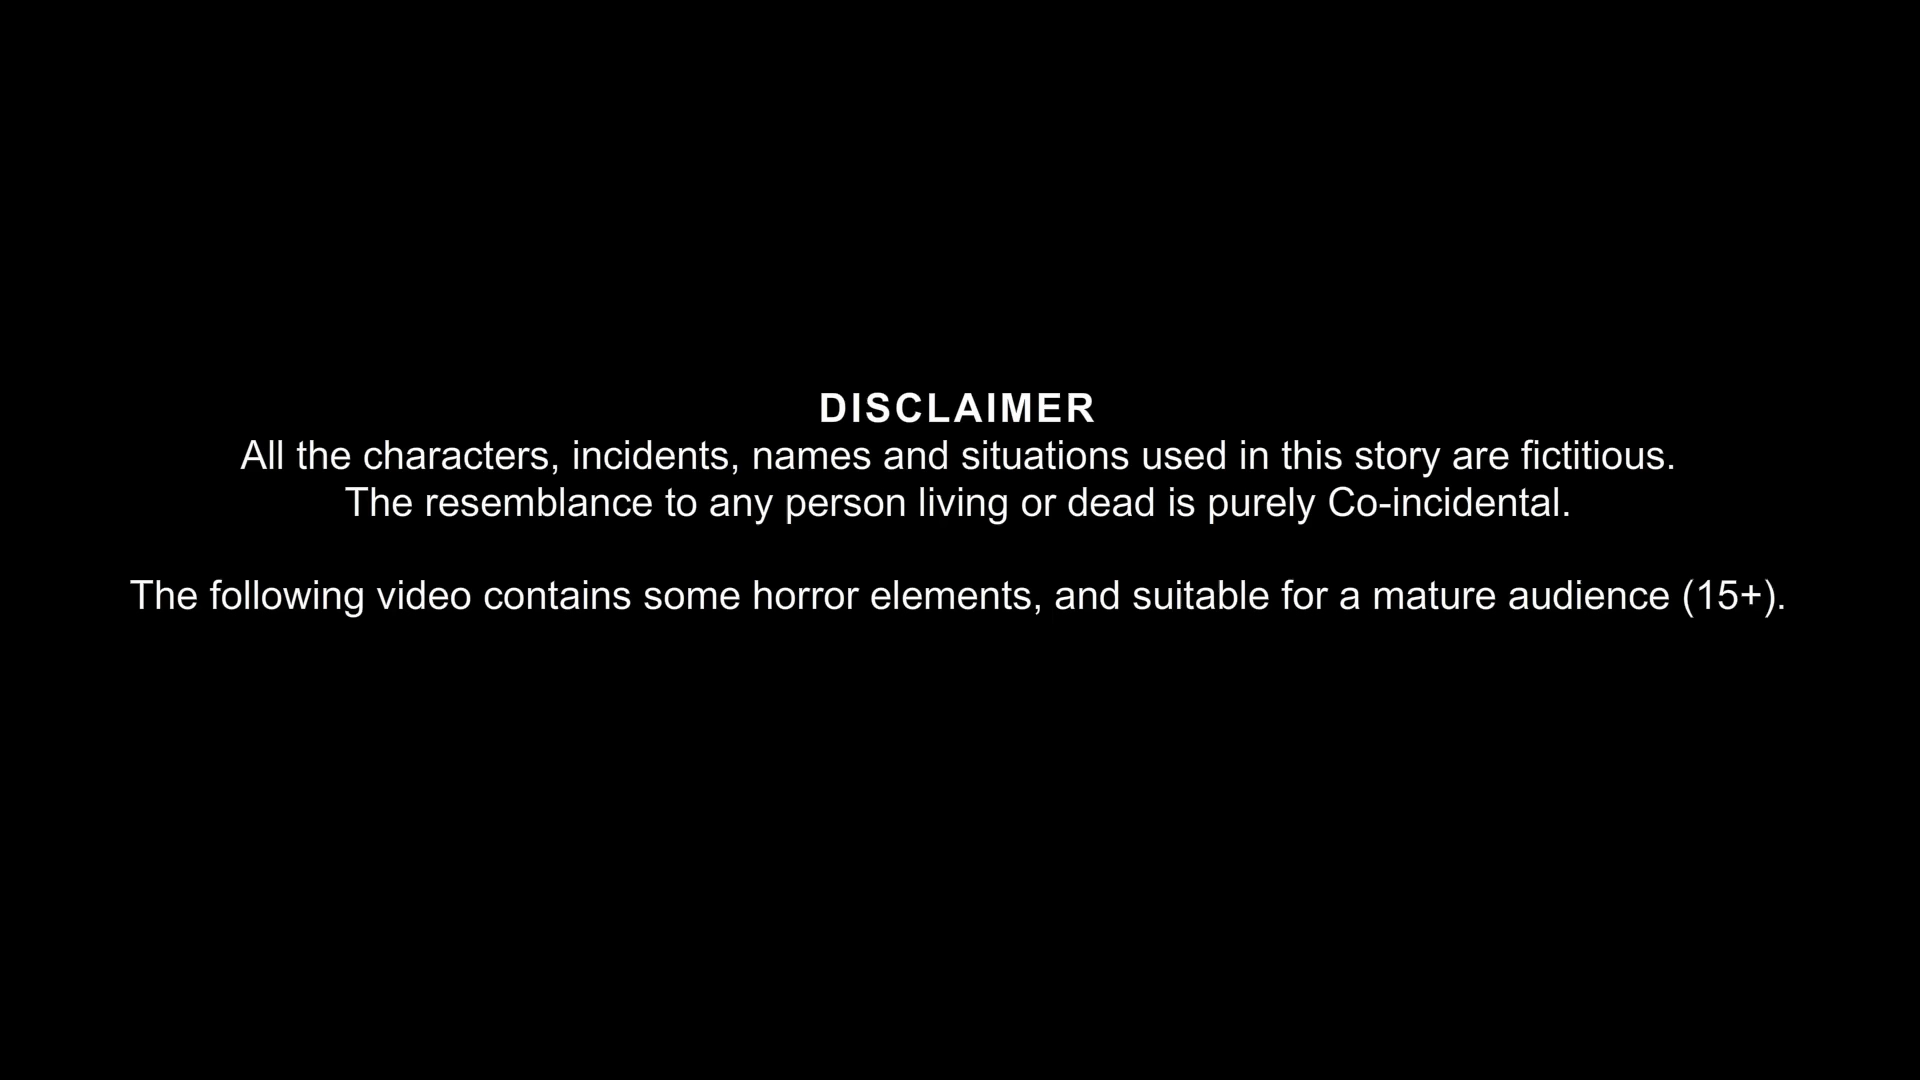 DISCLAIMER
All the characters, incidents, names and situations used in this story are fictitious.
The resemblance to any person living or dead is purely Co-incidental.
The following video contains some horror elements, and suitable for a mature audience (15+).